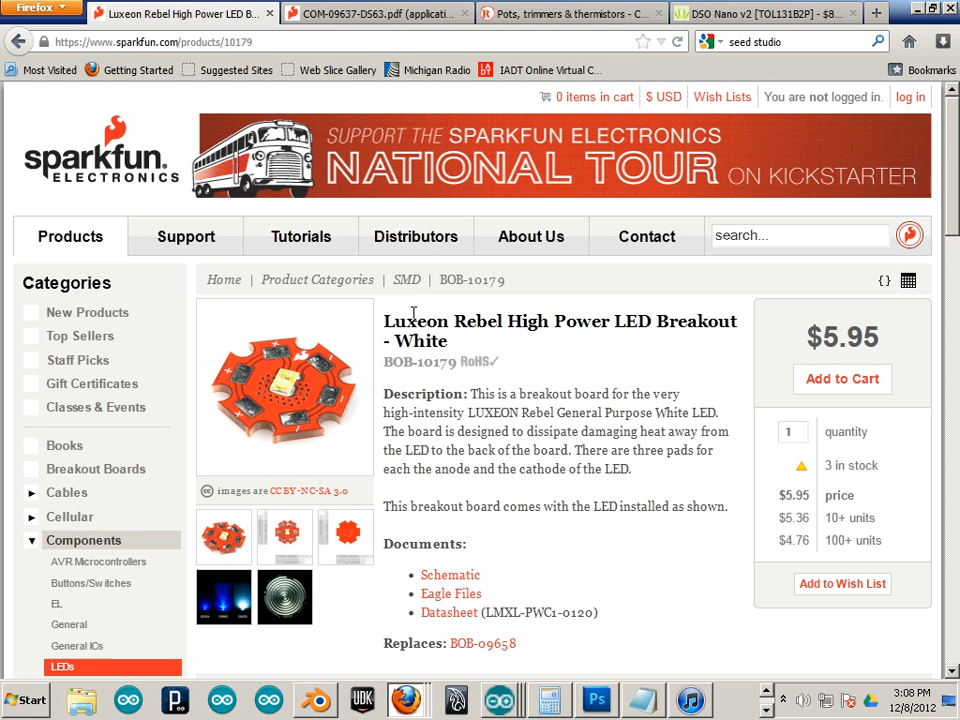 Firefox
Luxeon Rebel High Power LED B...
COM-09637-DS63.pdf (applicati...
Pots, trimmers & thermistors - C...
DSO Nano v2 [TOL131B2P] - $8...
https://www.sparkfun.com/products/10179
seed studio
Most Visited
Getting Started
Suggested Sites
Web Slice Gallery
Michigan Radio
IADT Online Virtual C...
Bookmarks
0 items in cart
$ USD
Wish Lists
You are not logged in.
log in
sparkfun.
ELECTRONICS
SUPPORT THE SPARKFUN ELECTRONICS
NATIONAL TOUR ON KICKSTARTER
Products
Support
Tutorials
Distributors
About Us
Contact
search...
Categories
New Products
Top Sellers
Staff Picks
Gift Certificates
Classes & Events
Books
Breakout Boards
Cables
Cellular
Components
AVR Microcontrollers
Buttons/Switches
EL
General
General ICs
LEDs
Home | Product Categories | SMD | BOB-10179
{ }
images are CC BY-NC-SA 3.0
Luxeon Rebel High Power LED Breakout
- White
BOB-10179 RoHS✓
Description: This is a breakout board for the very
high-intensity LUXEON Rebel General Purpose White LED.
The board is designed to dissipate damaging heat away from
the LED to the back of the board. There are three pads for
each the anode and the cathode of the LED.
This breakout board comes with the LED installed as shown.
Documents:
Schematic
Eagle Files
Datasheet (LMXL-PWC1-0120)
Replaces: BOB-09658
$5.95
Add to Cart
1 quantity
3 in stock
$5.95 price
$5.36 10+ units
$4.76 100+ units
Add to Wish List
Start
UDK
Ps
3:08 PM
12/8/2012